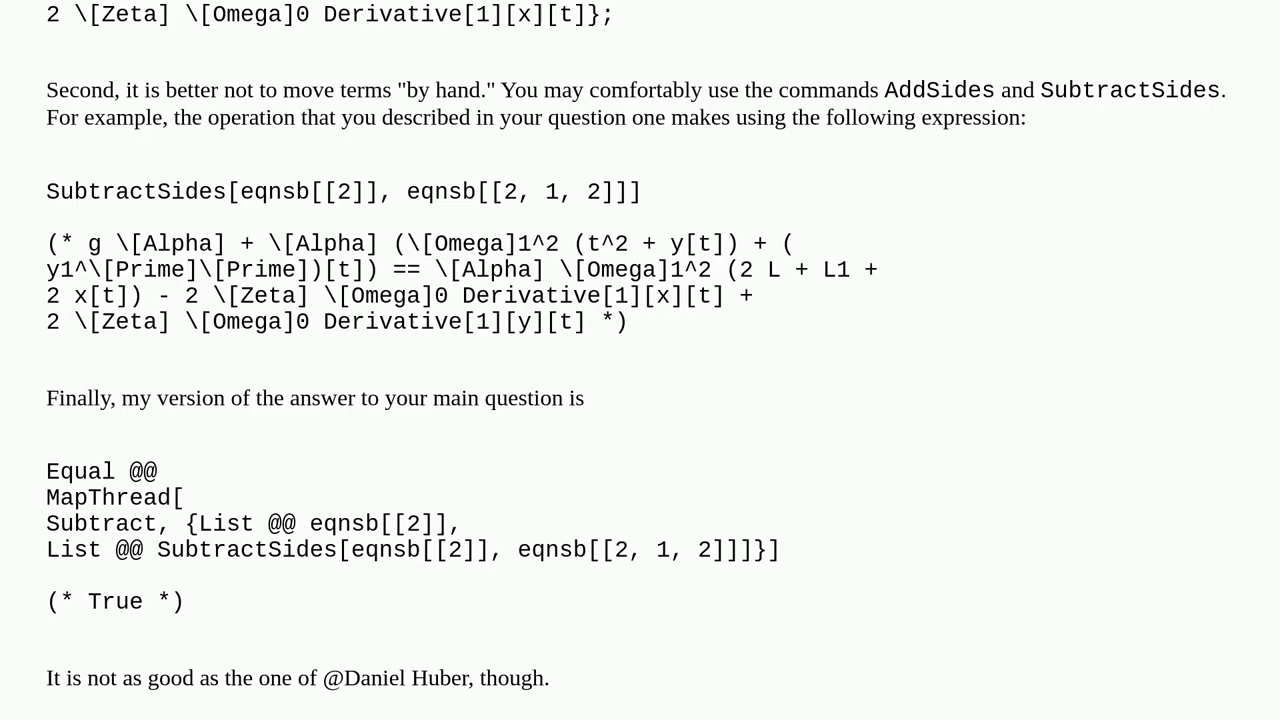 2 \[Zeta] \[Omega]0 Derivative[1][x][t]};
Second, it is better not to move terms "by hand." You may comfortably use the commands AddSides and SubtractSides.
For example, the operation that you described in your question one makes using the following expression:
SubtractSides[eqnsb[[2]], eqnsb[[2, 1, 2]]]
(* g \[Alpha] + \[Alpha] (\[Omega]1^2 (t^2 + y[t]) + (
y1^\[Prime]\[Prime])[t]) == \[Alpha] \[Omega]1^2 (2 L + L1 +
2 x[t]) - 2 \[Zeta] \[Omega]0 Derivative[1][x][t] +
2 \[Zeta] \[Omega]0 Derivative[1][y][t] *)
Finally, my version of the answer to your main question is
Equal @@
MapThread[
Subtract, {List @@ eqnsb[[2]],
List @@ SubtractSides[eqnsb[[2]], eqnsb[[2, 1, 2]]]}]
(* True *)
It is not as good as the one of @Daniel Huber, though.